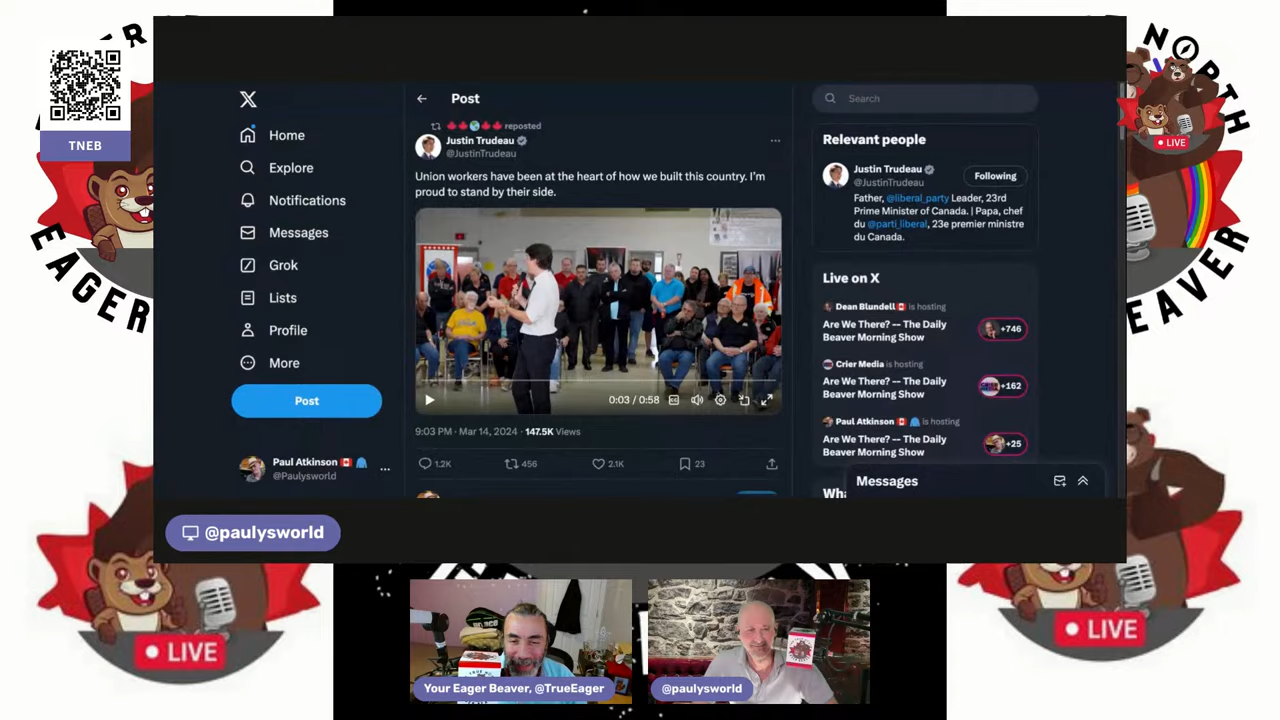 TNEB
EAGER
NORTH
BEAVER
LIVE
X
Home
Explore
Notifications
Messages
Grok
Lists
Profile
More
Post
Paul Atkinson
@Paulysworld
Post
reposted
Justin Trudeau
@JustinTrudeau
Union workers have been at the heart of how we built this country. I'm
proud to stand by their side.
0:03 / 0:58
9:03 PM · Mar 14, 2024 · 147.5K Views
1.2K 456 2.1K 23
Search
Relevant people
Justin Trudeau
@JustinTrudeau
Following
Father, @liberal_party Leader, 23rd
Prime Minister of Canada. | Papa, chef
du @parti_liberal, 23e premier ministre
du Canada.
Live on X
Dean Blundell is hosting
Are We There? -- The Daily
Beaver Morning Show
+746
Crier Media is hosting
Are We There? -- The Daily
Beaver Morning Show
+162
Paul Atkinson is hosting
Are We There? -- The Daily
Beaver Morning Show
+25
Messages
@paulysworld
LIVE
LIVE
Your Eager Beaver, @TrueEager
@paulysworld